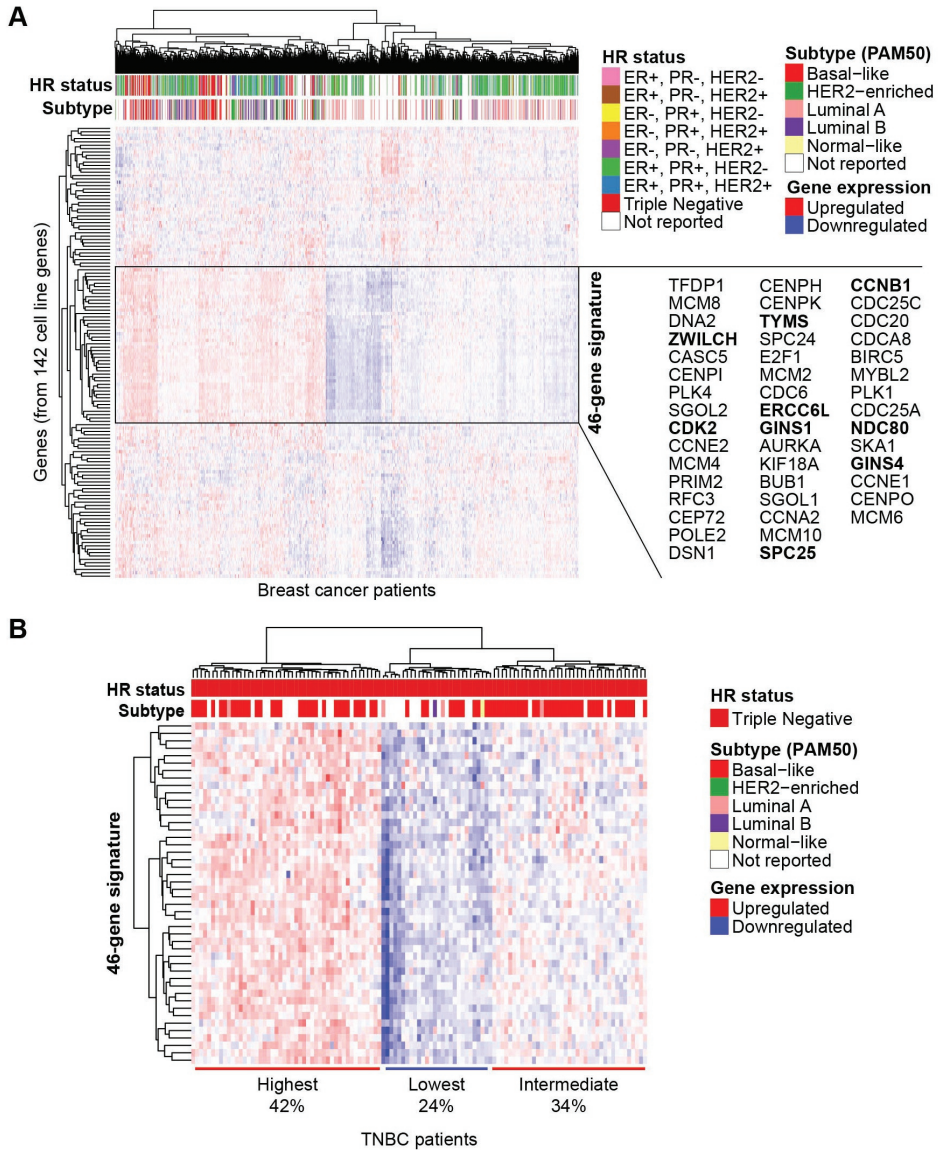 A
HR status
Subtype
Genes (from 142 cell line genes)
Breast cancer patients
46-gene signature
HR status
ER+, PR-, HER2-
ER+, PR-, HER2+
ER-, PR+, HER2-
ER-, PR+, HER2+
ER-, PR-, HER2+
ER+, PR+, HER2-
ER+, PR+, HER2+
Triple Negative
Not reported
Subtype (PAM50)
Basal-like
HER2-enriched
Luminal A
Luminal B
Normal-like
Not reported
Gene expression
Upregulated
Downregulated
TFDP1 CENPH CCNB1
MCM8 CENPK CDC25C
DNA2 TYMS CDC20
ZWILCH SPC24 CDCA8
CASC5 E2F1 BIRC5
CENPI MCM2 MYBL2
PLK4 CDC6 PLK1
SGOL2 ERCC6L CDC25A
CDK2 GINS1 NDC80
CCNE2 AURKA SKA1
MCM4 KIF18A GINS4
PRIM2 BUB1 CCNE1
RFC3 SGOL1 CENPO
CEP72 CCNA2 MCM6
POLE2 MCM10
DSN1 SPC25
B
HR status
Subtype
46-gene signature
Highest Lowest Intermediate
42% 24% 34%
TNBC patients
HR status
Triple Negative
Subtype (PAM50)
Basal-like
HER2-enriched
Luminal A
Luminal B
Normal-like
Not reported
Gene expression
Upregulated
Downregulated